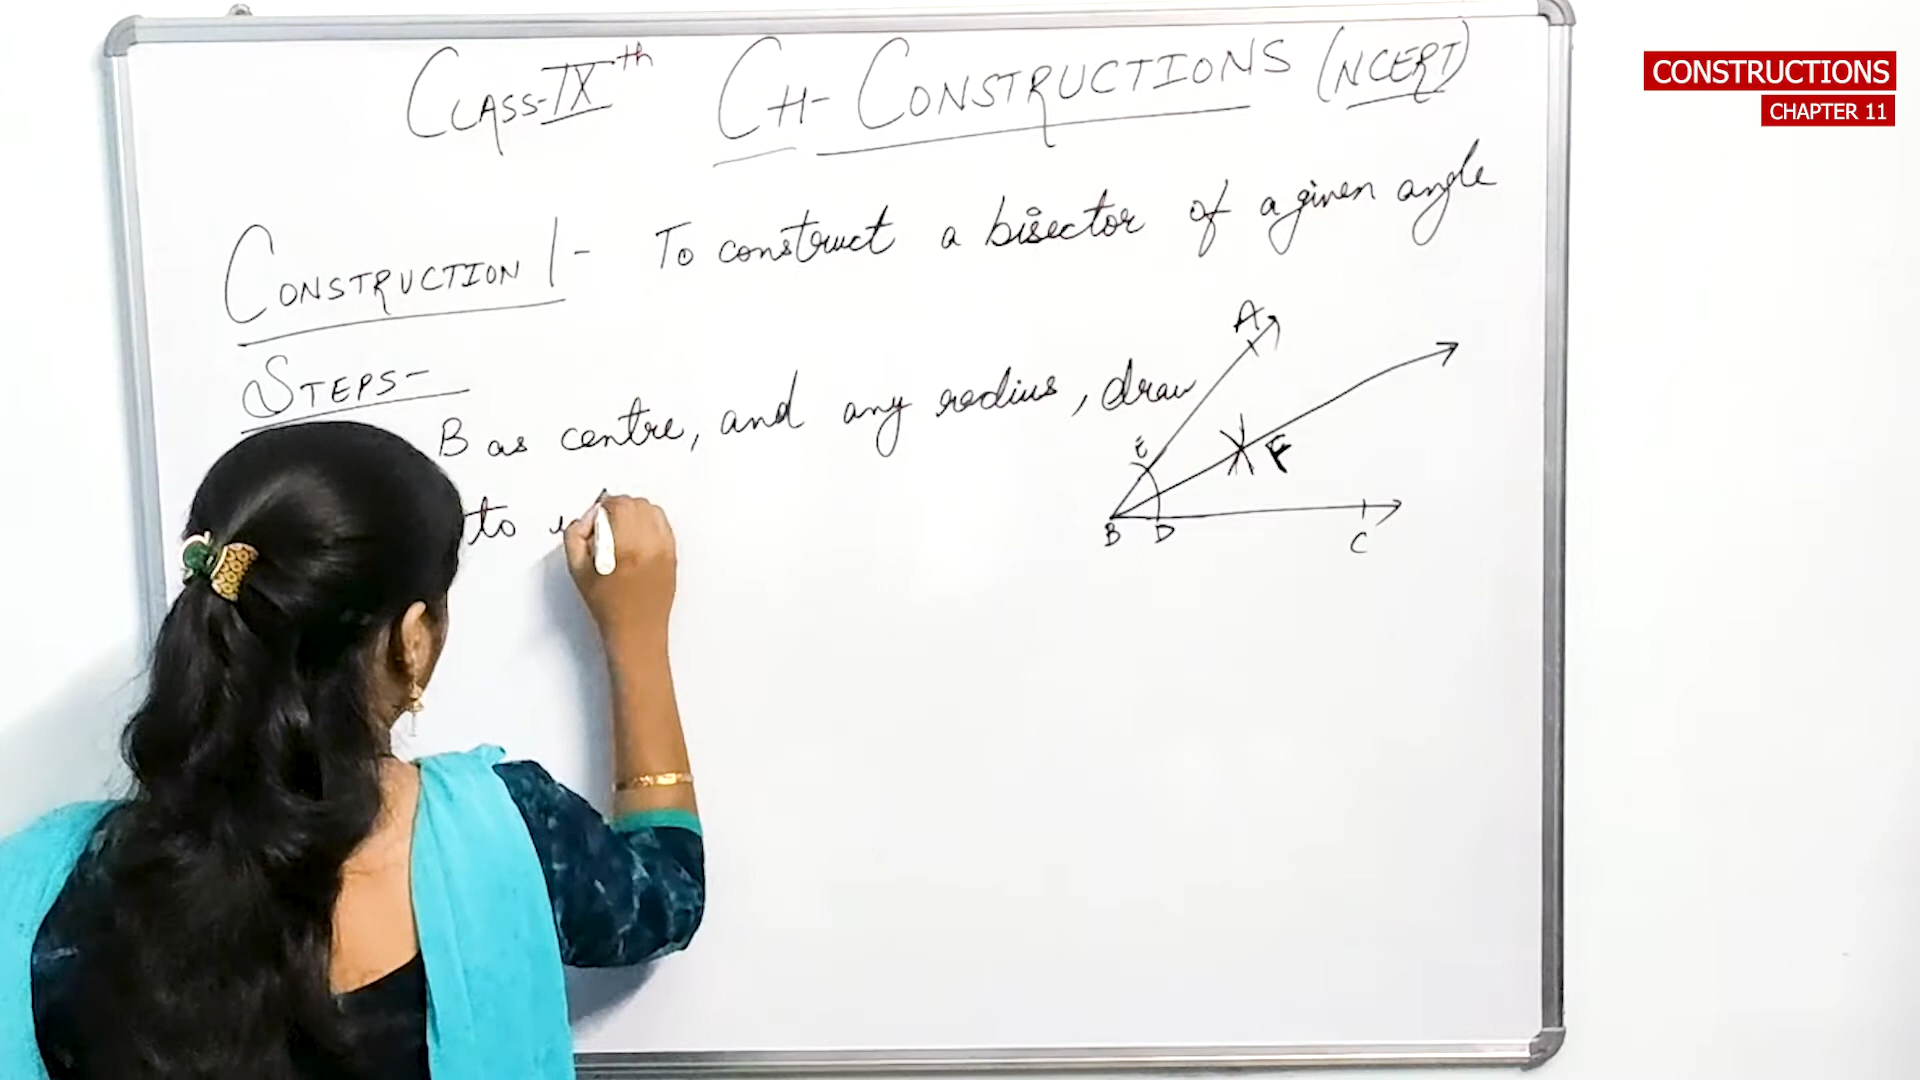 CLASS-IXth CH- CONSTRUCTIONS (NCERT)
CONSTRUCTIONS
CHAPTER 11
CONSTRUCTION 1- To construct a bisector of a given angle
STEPS-
B as centre, and any radius, draw
to
A
E
F
B
D
C